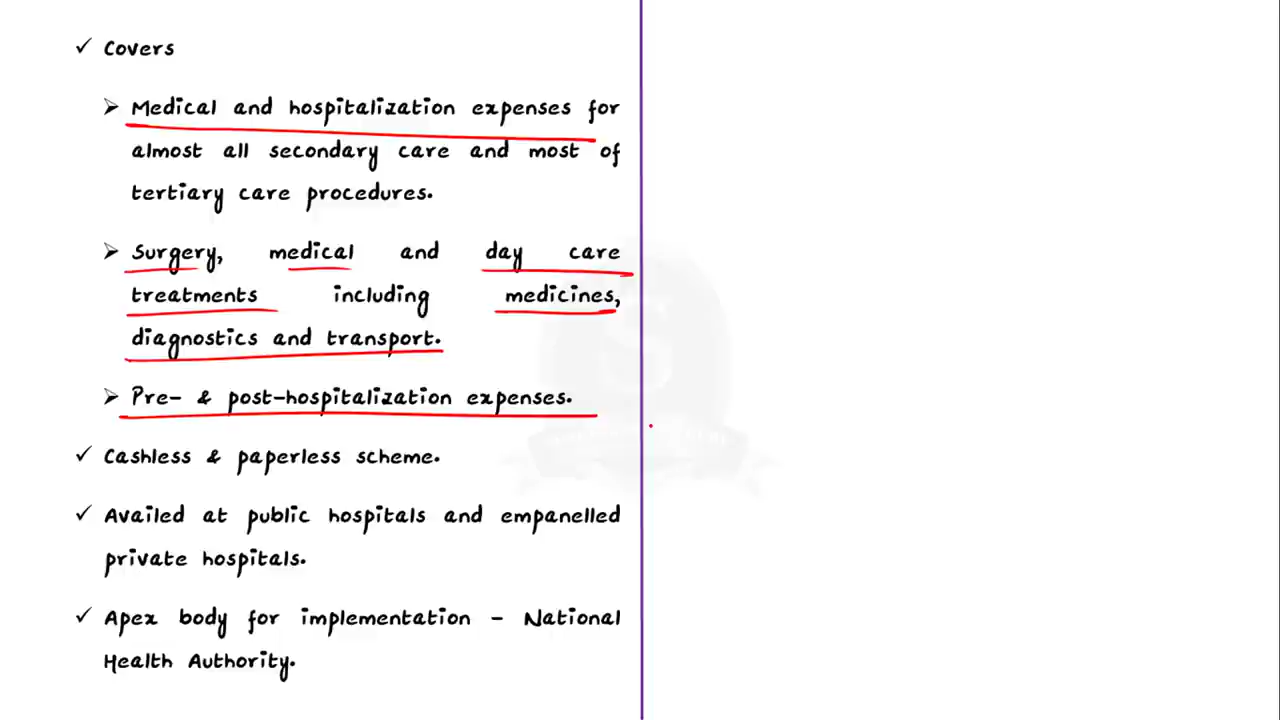 ✓ Covers
➢ Medical and hospitalization expenses for
almost all secondary care and most of
tertiary care procedures.
➢ Surgery, medical and day care
treatments including medicines,
diagnostics and transport.
➢ Pre- & post-hospitalization expenses.
✓ Cashless & paperless scheme.
✓ Availed at public hospitals and empanelled
private hospitals.
✓ Apex body for implementation - National
Health Authority.